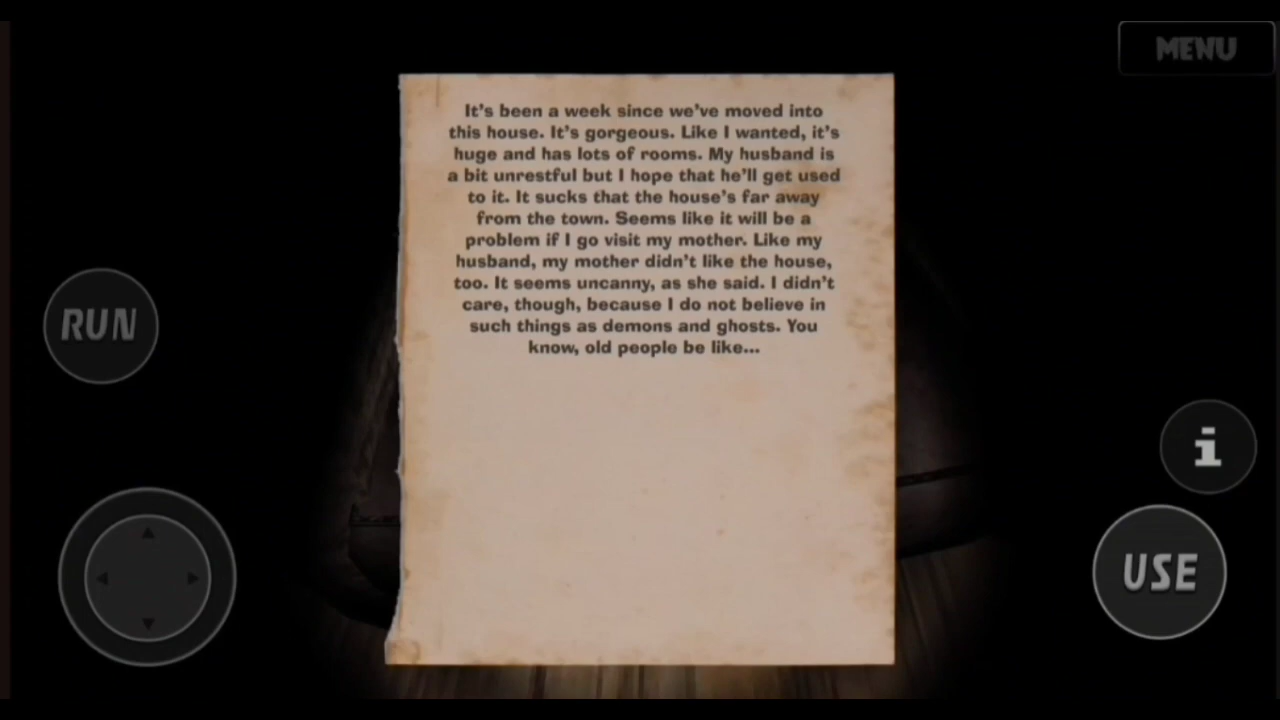 MENU
It's been a week since we've moved into
this house. It's gorgeous. Like I wanted, it's
huge and has lots of rooms. My husband is
a bit unrestful but I hope that he'll get used
to it. It sucks that the house's far away
from the town. Seems like it will be a
problem if I go visit my mother. Like my
husband, my mother didn't like the house,
too. It seems uncanny, as she said. I didn't
care, though, because I do not believe in
such things as demons and ghosts. You
know, old people be like...
RUN
i
USE